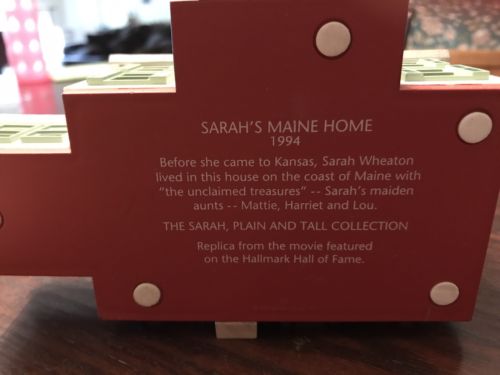 SARAH'S MAINE HOME
1994
Before she came to Kansas, Sarah Wheaton
lived in this house on the coast of Maine with
"the unclaimed treasures" -- Sarah's maiden
aunts -- Mattie, Harriet and Lou.
THE SARAH, PLAIN AND TALL COLLECTION
Replica from the movie featured
on the Hallmark Hall of Fame.